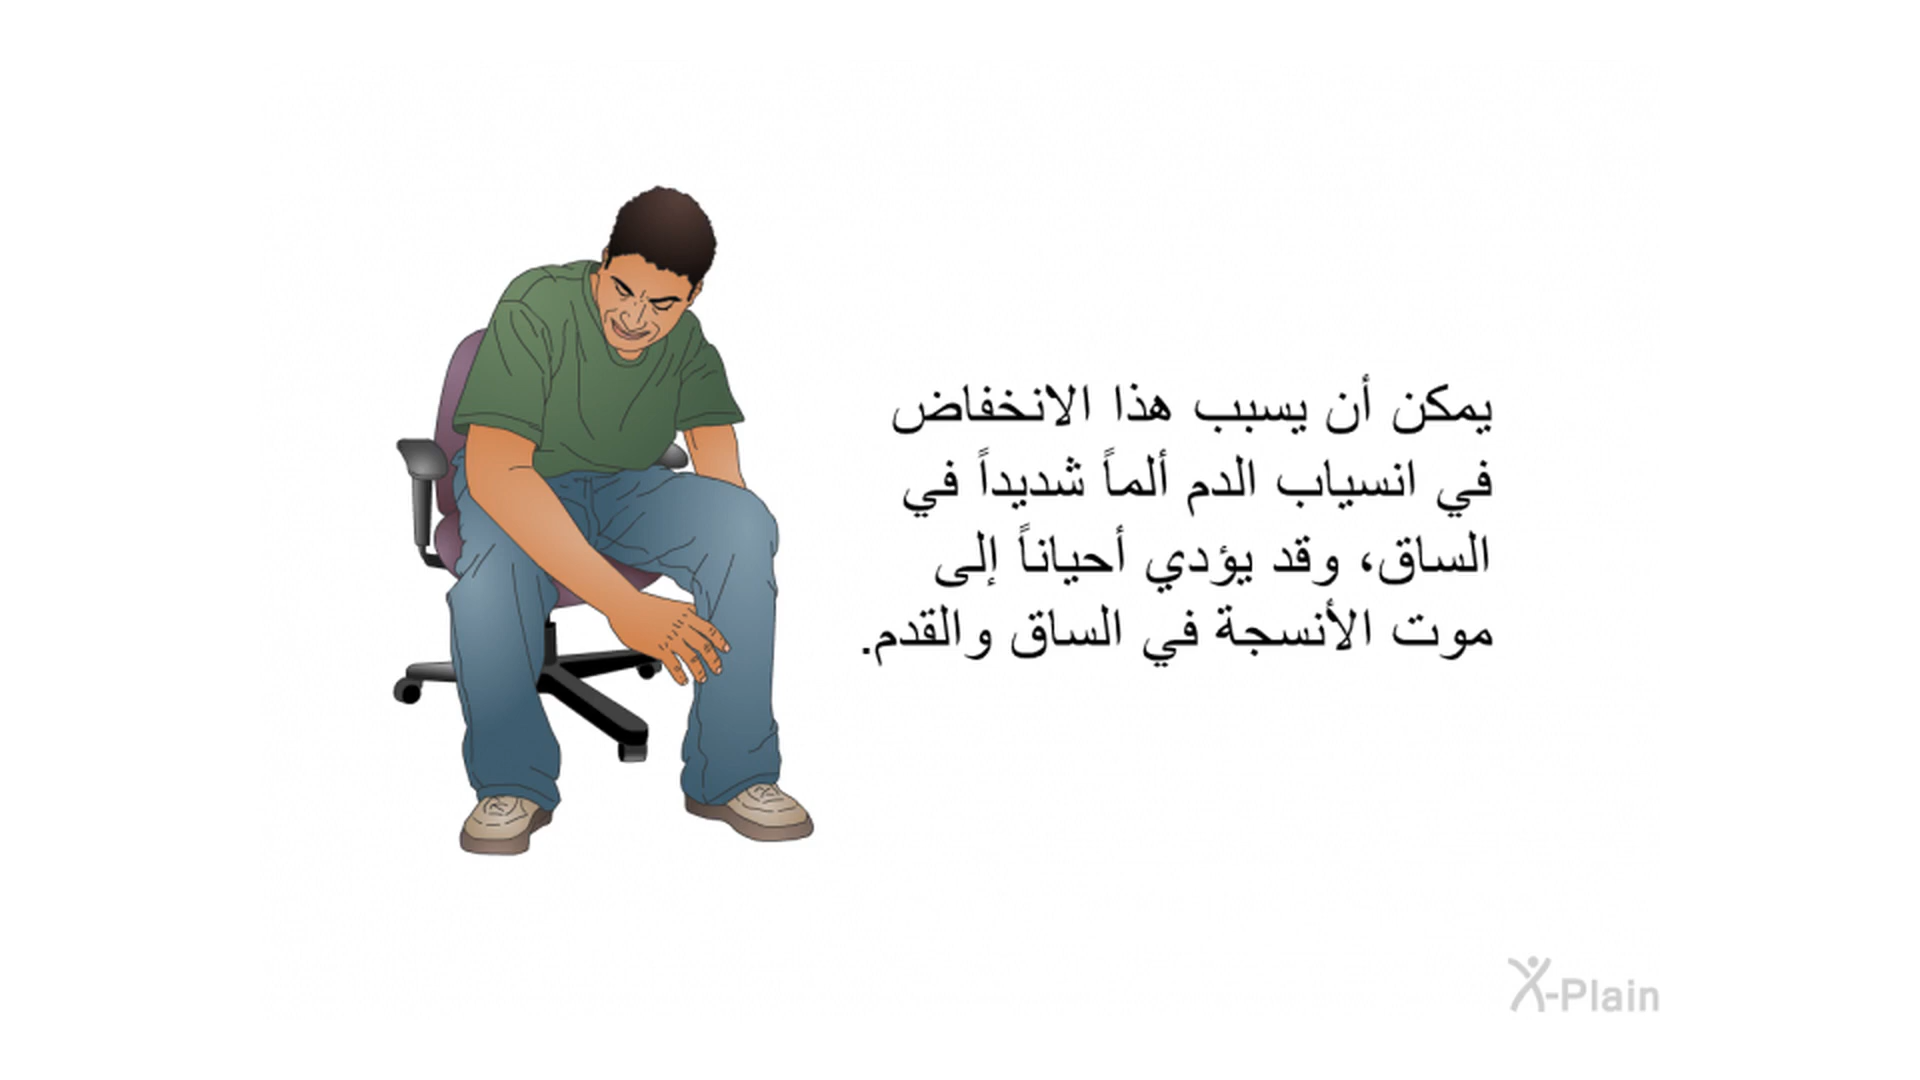 يمكن أن يسبب هذا الانخفاض
في انسياب الدم ألماً شديداً في
الساق، وقد يؤدي أحياناً إلى
موت الأنسجة في الساق والقدم.
X-Plain